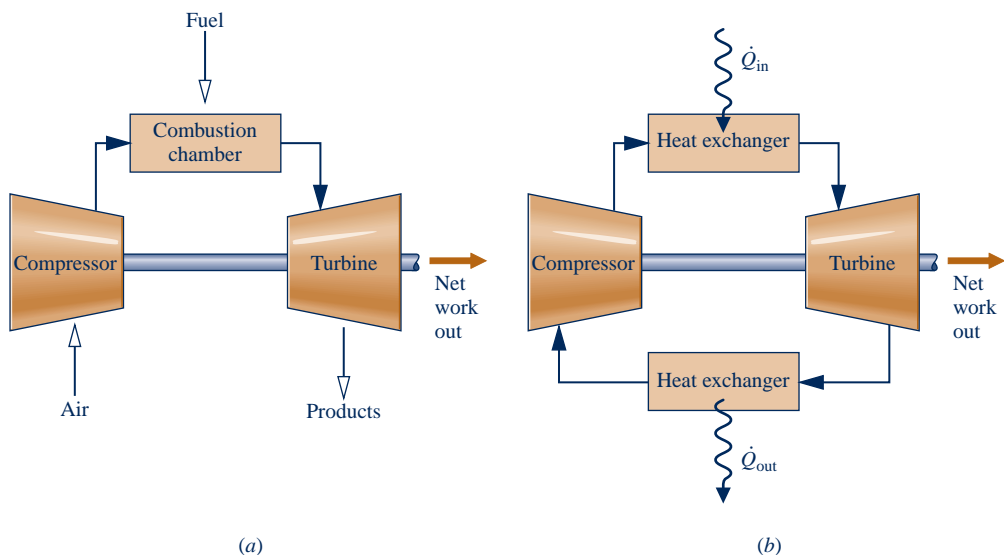 Fuel
Combustion
chamber
Compressor
Turbine
Net
work
out
Air
Products
(a)
Q̇in
Heat exchanger
Compressor
Turbine
Net
work
out
Heat exchanger
Q̇out
(b)